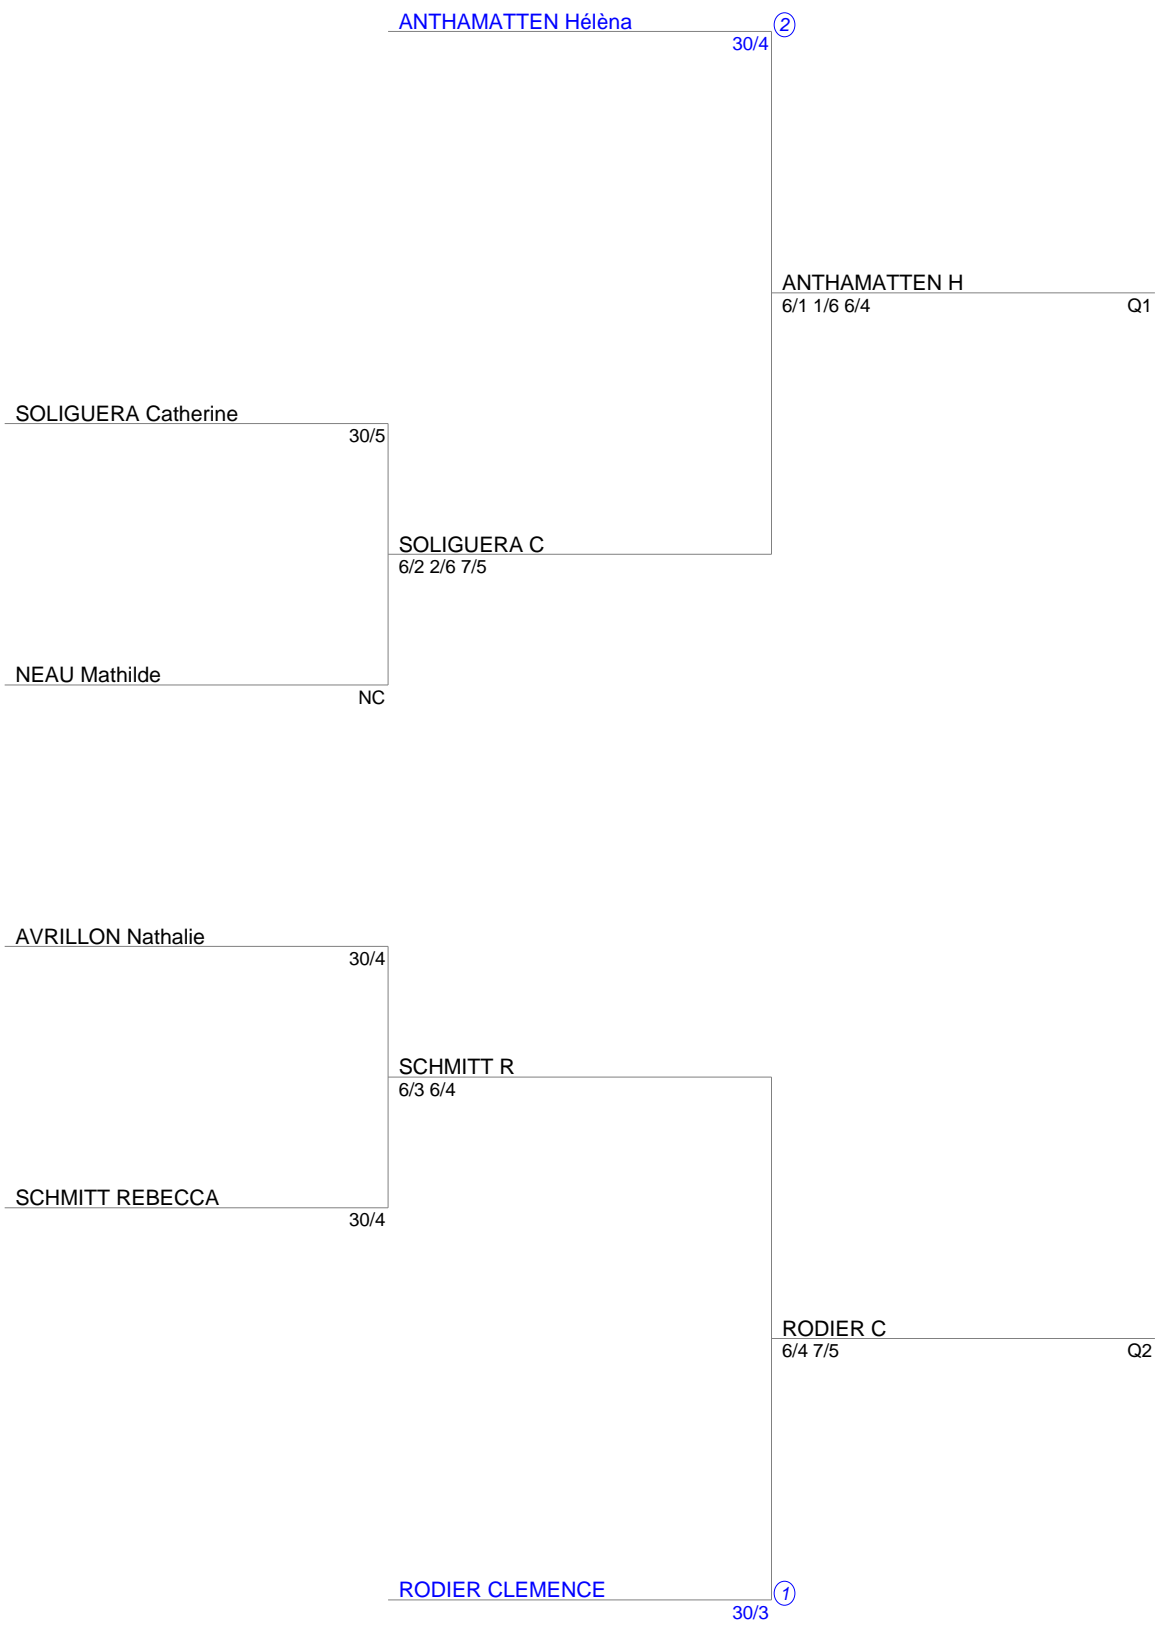 ANTHAMATTEN Hélèna
2
30/4
ANTHAMATTEN H
6/1 1/6 6/4
Q1
SOLIGUERA Catherine
30/5
SOLIGUERA C
6/2 2/6 7/5
NEAU Mathilde
NC
AVRILLON Nathalie
30/4
SCHMITT R
6/3 6/4
SCHMITT REBECCA
30/4
RODIER C
6/4 7/5
Q2
RODIER CLEMENCE
1
30/3